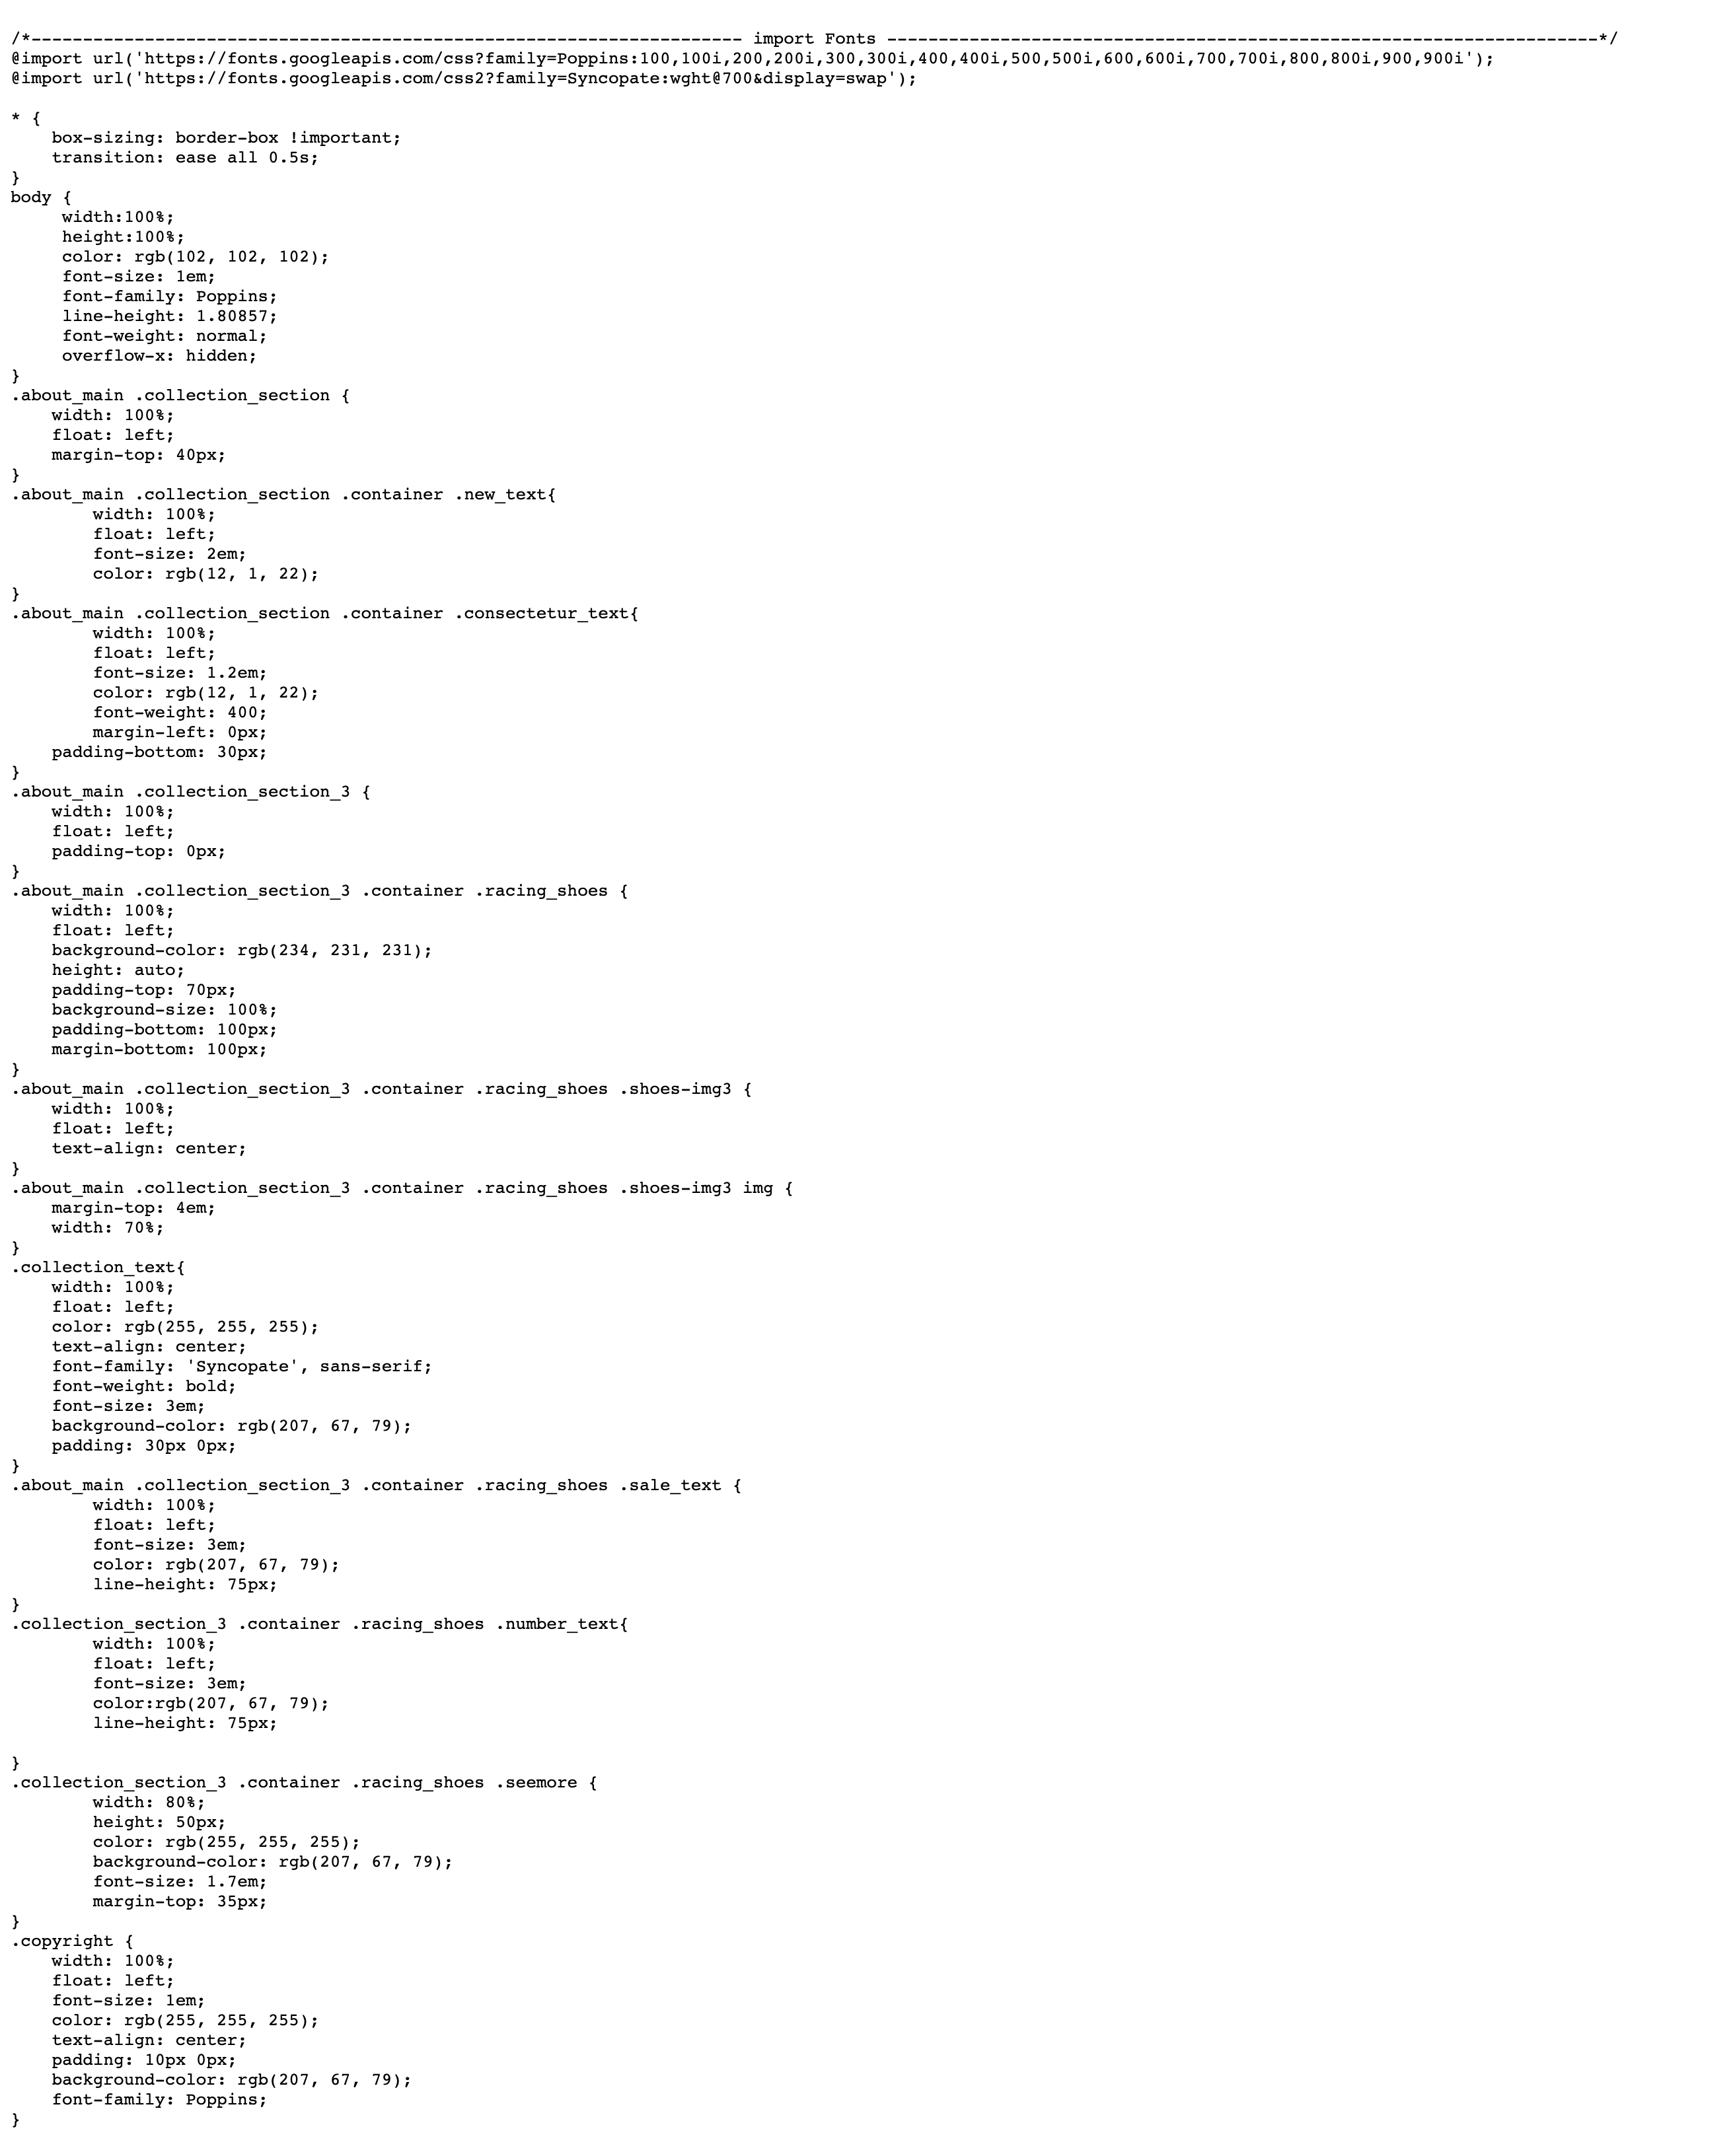 /*--------------------------------------------------------------------- import Fonts ---------------------------------------------------------------------*/
@import url('https://fonts.googleapis.com/css?family=Poppins:100,100i,200,200i,300,300i,400,400i,500,500i,600,600i,700,700i,800,800i,900,900i');
@import url('https://fonts.googleapis.com/css2?family=Syncopate:wght@700&display=swap');

* {
    box-sizing: border-box !important;
    transition: ease all 0.5s;
}
body {
     width:100%;
     height:100%;
     color: rgb(102, 102, 102);
     font-size: 1em;
     font-family: Poppins;
     line-height: 1.80857;
     font-weight: normal;
     overflow-x: hidden;
}
.about_main .collection_section {
    width: 100%;
    float: left;
    margin-top: 40px;
}
.about_main .collection_section .container .new_text{
        width: 100%;
        float: left;
        font-size: 2em;
        color: rgb(12, 1, 22);
}
.about_main .collection_section .container .consectetur_text{
        width: 100%;
        float: left;
        font-size: 1.2em;
        color: rgb(12, 1, 22);
        font-weight: 400;
        margin-left: 0px;
    padding-bottom: 30px;
}
.about_main .collection_section_3 {
    width: 100%;
    float: left;
    padding-top: 0px;
}
.about_main .collection_section_3 .container .racing_shoes {
    width: 100%;
    float: left;
    background-color: rgb(234, 231, 231);
    height: auto;
    padding-top: 70px;
    background-size: 100%;
    padding-bottom: 100px;
    margin-bottom: 100px;
}
.about_main .collection_section_3 .container .racing_shoes .shoes-img3 {
    width: 100%;
    float: left;
    text-align: center;
}
.about_main .collection_section_3 .container .racing_shoes .shoes-img3 img {
    margin-top: 4em;
    width: 70%;
}
.collection_text{
    width: 100%;
    float: left;
    color: rgb(255, 255, 255);
    text-align: center;
    font-family: 'Syncopate', sans-serif;
    font-weight: bold;
    font-size: 3em;
    background-color: rgb(207, 67, 79);
    padding: 30px 0px;
}
.about_main .collection_section_3 .container .racing_shoes .sale_text {
        width: 100%;
        float: left;
        font-size: 3em;
        color: rgb(207, 67, 79);
        line-height: 75px;
}
.collection_section_3 .container .racing_shoes .number_text{
        width: 100%;
        float: left;
        font-size: 3em;
        color:rgb(207, 67, 79);
        line-height: 75px;

}
.collection_section_3 .container .racing_shoes .seemore {
        width: 80%;
        height: 50px;
        color: rgb(255, 255, 255);
        background-color: rgb(207, 67, 79);
        font-size: 1.7em;
        margin-top: 35px;
}
.copyright {
    width: 100%;
    float: left;
    font-size: 1em;
    color: rgb(255, 255, 255);
    text-align: center;
    padding: 10px 0px;
    background-color: rgb(207, 67, 79);
    font-family: Poppins;
}